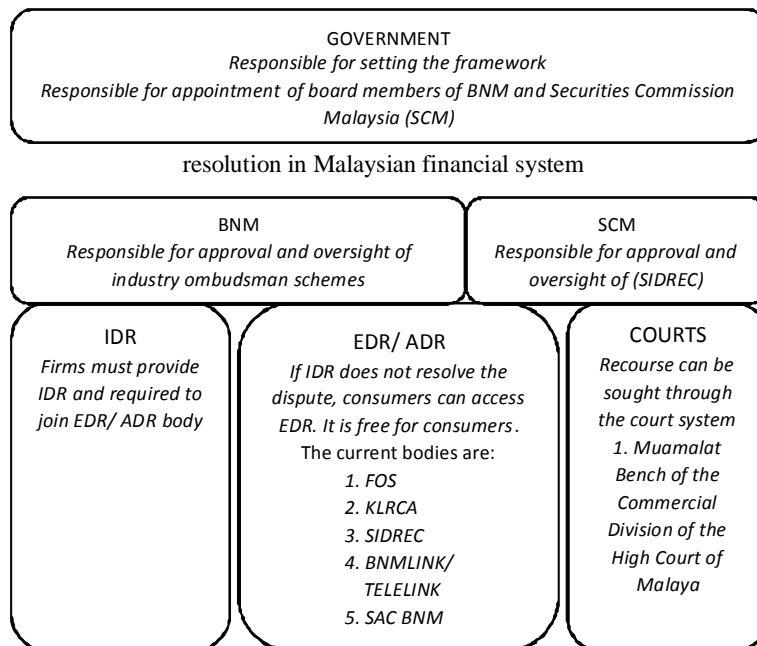 GOVERNMENT
Responsible for setting the framework
Responsible for appointment of board members of BNM and Securities Commission
Malaysia (SCM)
resolution in Malaysian financial system
BNM
Responsible for approval and oversight of
industry ombudsman schemes
SCM
Responsible for approval and
oversight of (SIDREC)
IDR
Firms must provide
IDR and required to
join EDR/ ADR body
EDR/ ADR
If IDR does not resolve the
dispute, consumers can access
EDR. It is free for consumers.
The current bodies are:
1. FOS
2. KLRCA
3. SIDREC
4. BNMLINK/
TELELINK
5. SAC BNM
COURTS
Recourse can be
sought through
the court system
1. Muamalat
Bench of the
Commercial
Division of the
High Court of
Malaya